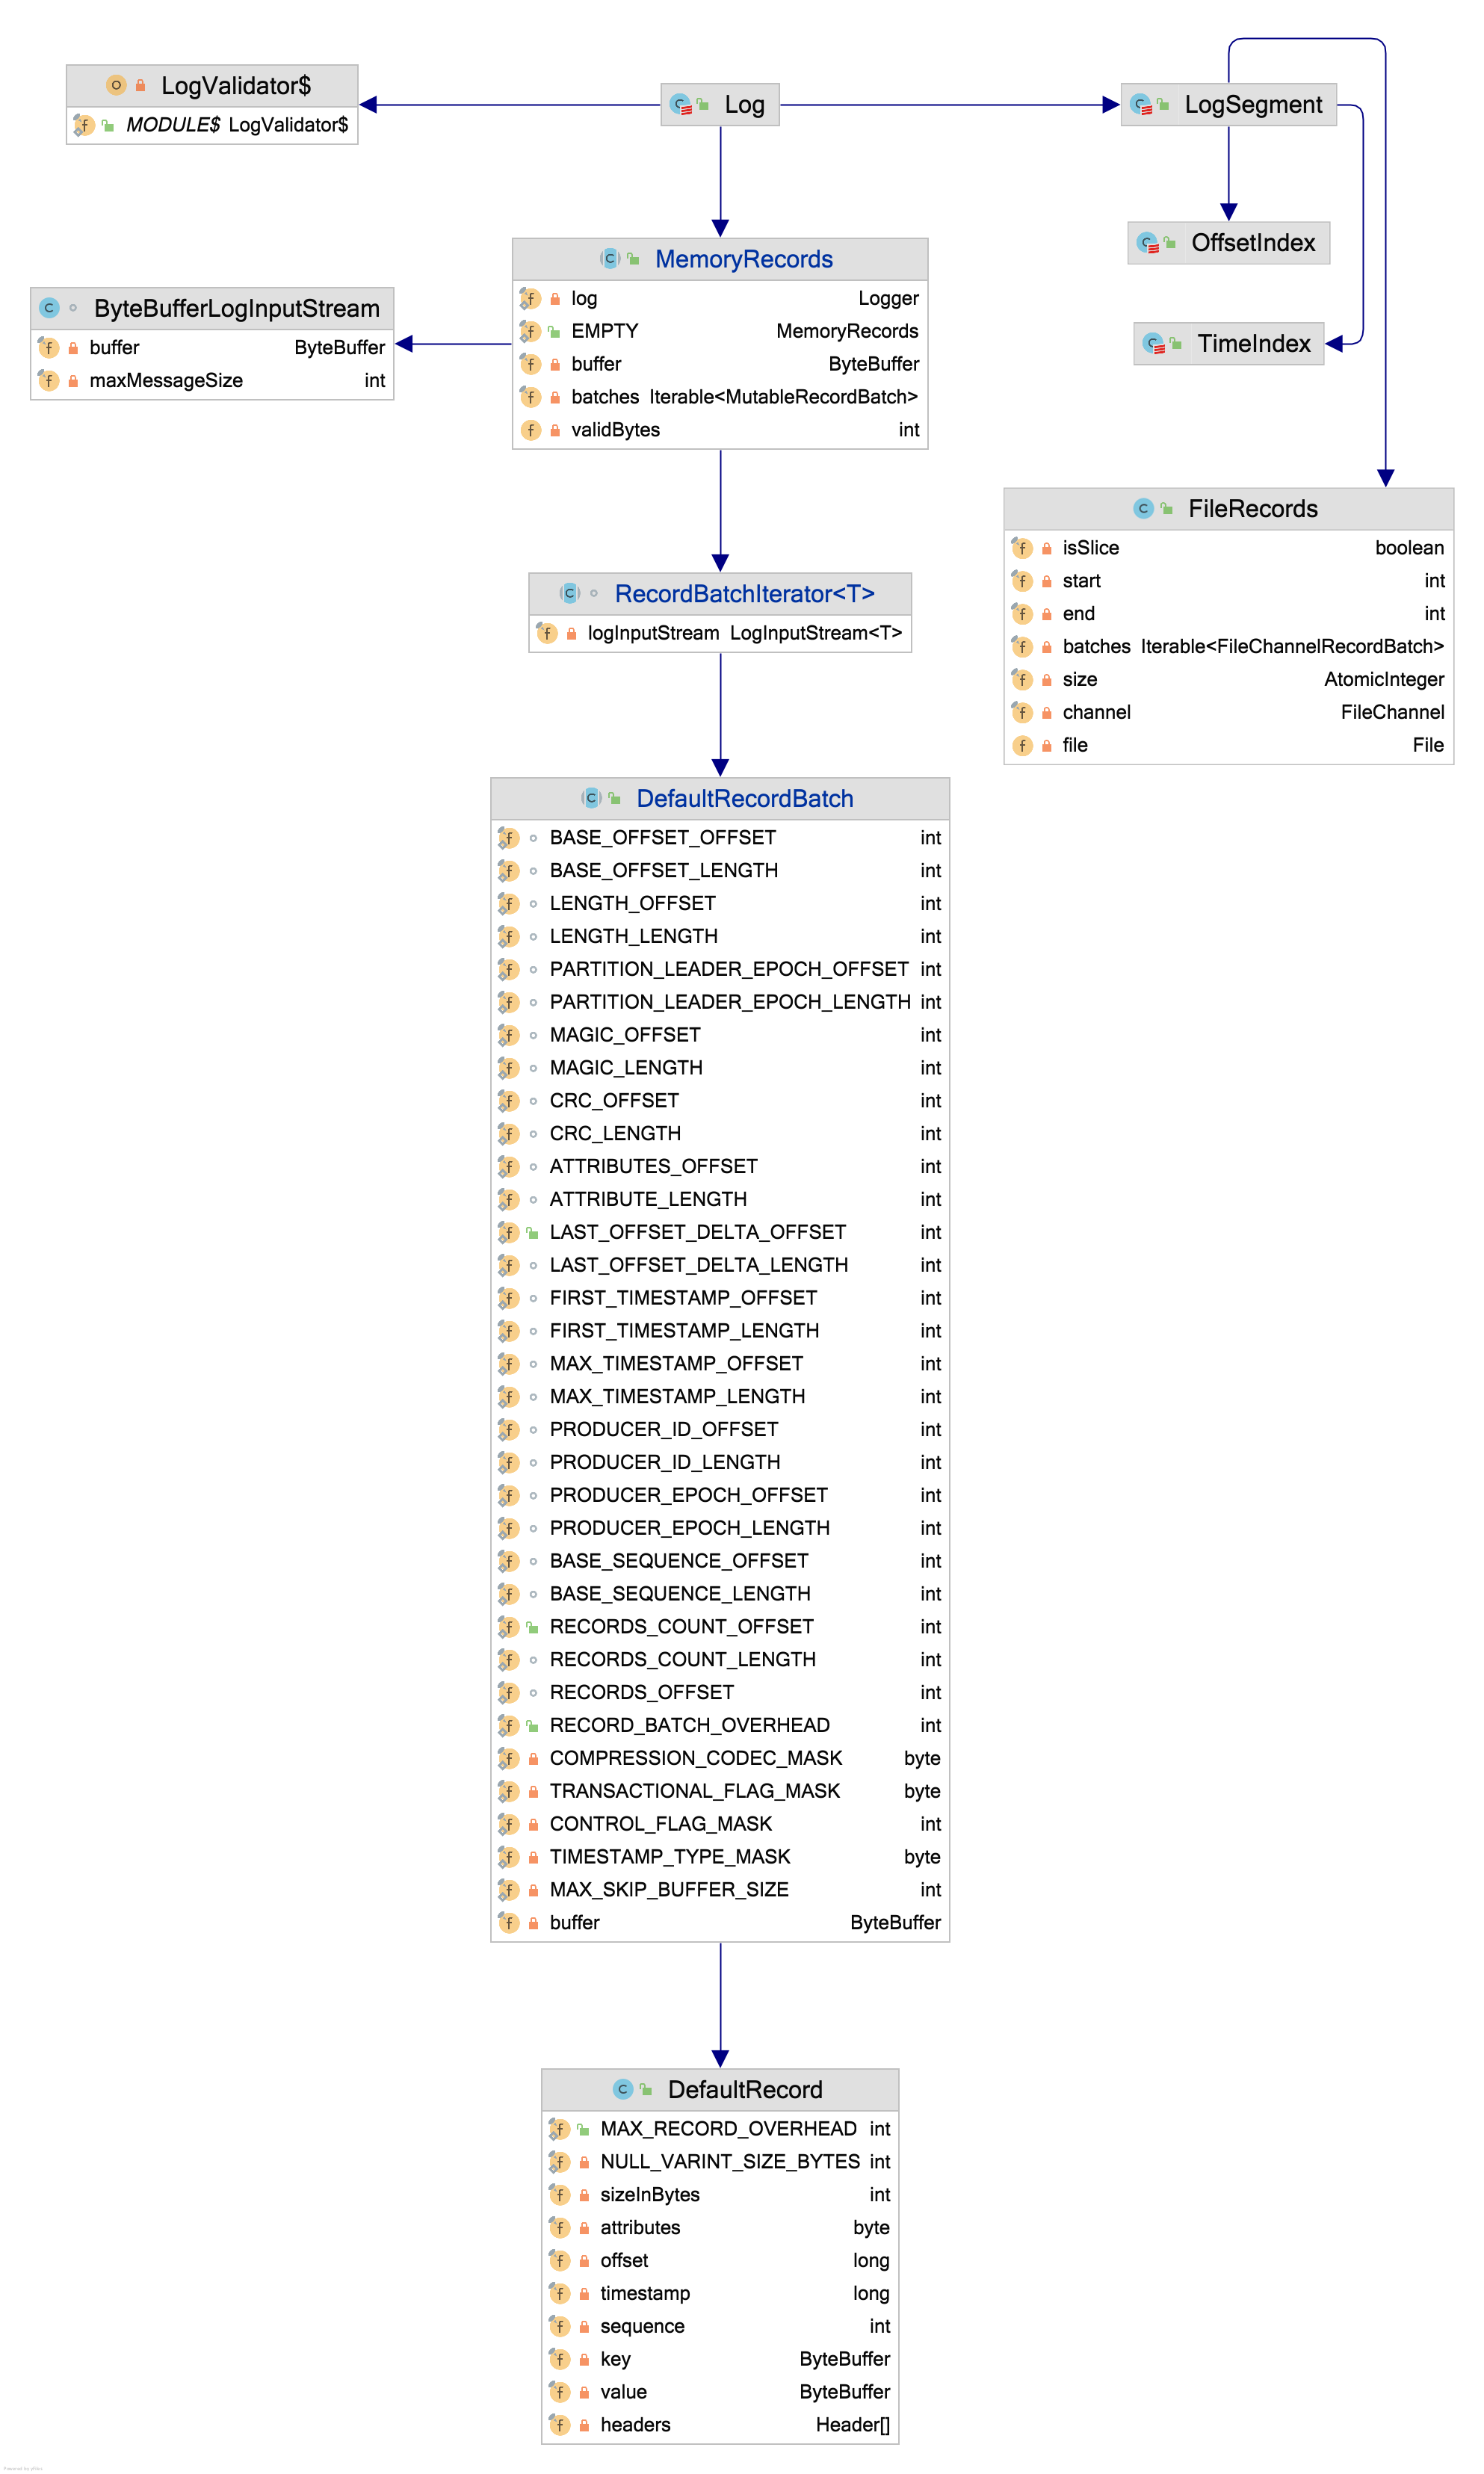 LogValidator$
MODULE$ LogValidator$
Log
LogSegment
OffsetIndex
TimeIndex
MemoryRecords
log Logger
EMPTY MemoryRecords
buffer ByteBuffer
batches Iterable<MutableRecordBatch>
validBytes int
ByteBufferLogInputStream
buffer ByteBuffer
maxMessageSize int
FileRecords
isSlice boolean
start int
end int
batches Iterable<FileChannelRecordBatch>
size AtomicInteger
channel FileChannel
file File
RecordBatchIterator<T>
logInputStream LogInputStream<T>
DefaultRecordBatch
BASE_OFFSET_OFFSET int
BASE_OFFSET_LENGTH int
LENGTH_OFFSET int
LENGTH_LENGTH int
PARTITION_LEADER_EPOCH_OFFSET int
PARTITION_LEADER_EPOCH_LENGTH int
MAGIC_OFFSET int
MAGIC_LENGTH int
CRC_OFFSET int
CRC_LENGTH int
ATTRIBUTES_OFFSET int
ATTRIBUTE_LENGTH int
LAST_OFFSET_DELTA_OFFSET int
LAST_OFFSET_DELTA_LENGTH int
FIRST_TIMESTAMP_OFFSET int
FIRST_TIMESTAMP_LENGTH int
MAX_TIMESTAMP_OFFSET int
MAX_TIMESTAMP_LENGTH int
PRODUCER_ID_OFFSET int
PRODUCER_ID_LENGTH int
PRODUCER_EPOCH_OFFSET int
PRODUCER_EPOCH_LENGTH int
BASE_SEQUENCE_OFFSET int
BASE_SEQUENCE_LENGTH int
RECORDS_COUNT_OFFSET int
RECORDS_COUNT_LENGTH int
RECORDS_OFFSET int
RECORD_BATCH_OVERHEAD int
COMPRESSION_CODEC_MASK byte
TRANSACTIONAL_FLAG_MASK byte
CONTROL_FLAG_MASK int
TIMESTAMP_TYPE_MASK byte
MAX_SKIP_BUFFER_SIZE int
buffer ByteBuffer
DefaultRecord
MAX_RECORD_OVERHEAD int
NULL_VARINT_SIZE_BYTES int
sizeInBytes int
attributes byte
offset long
timestamp long
sequence int
key ByteBuffer
value ByteBuffer
headers Header[]
Powered by yFiles